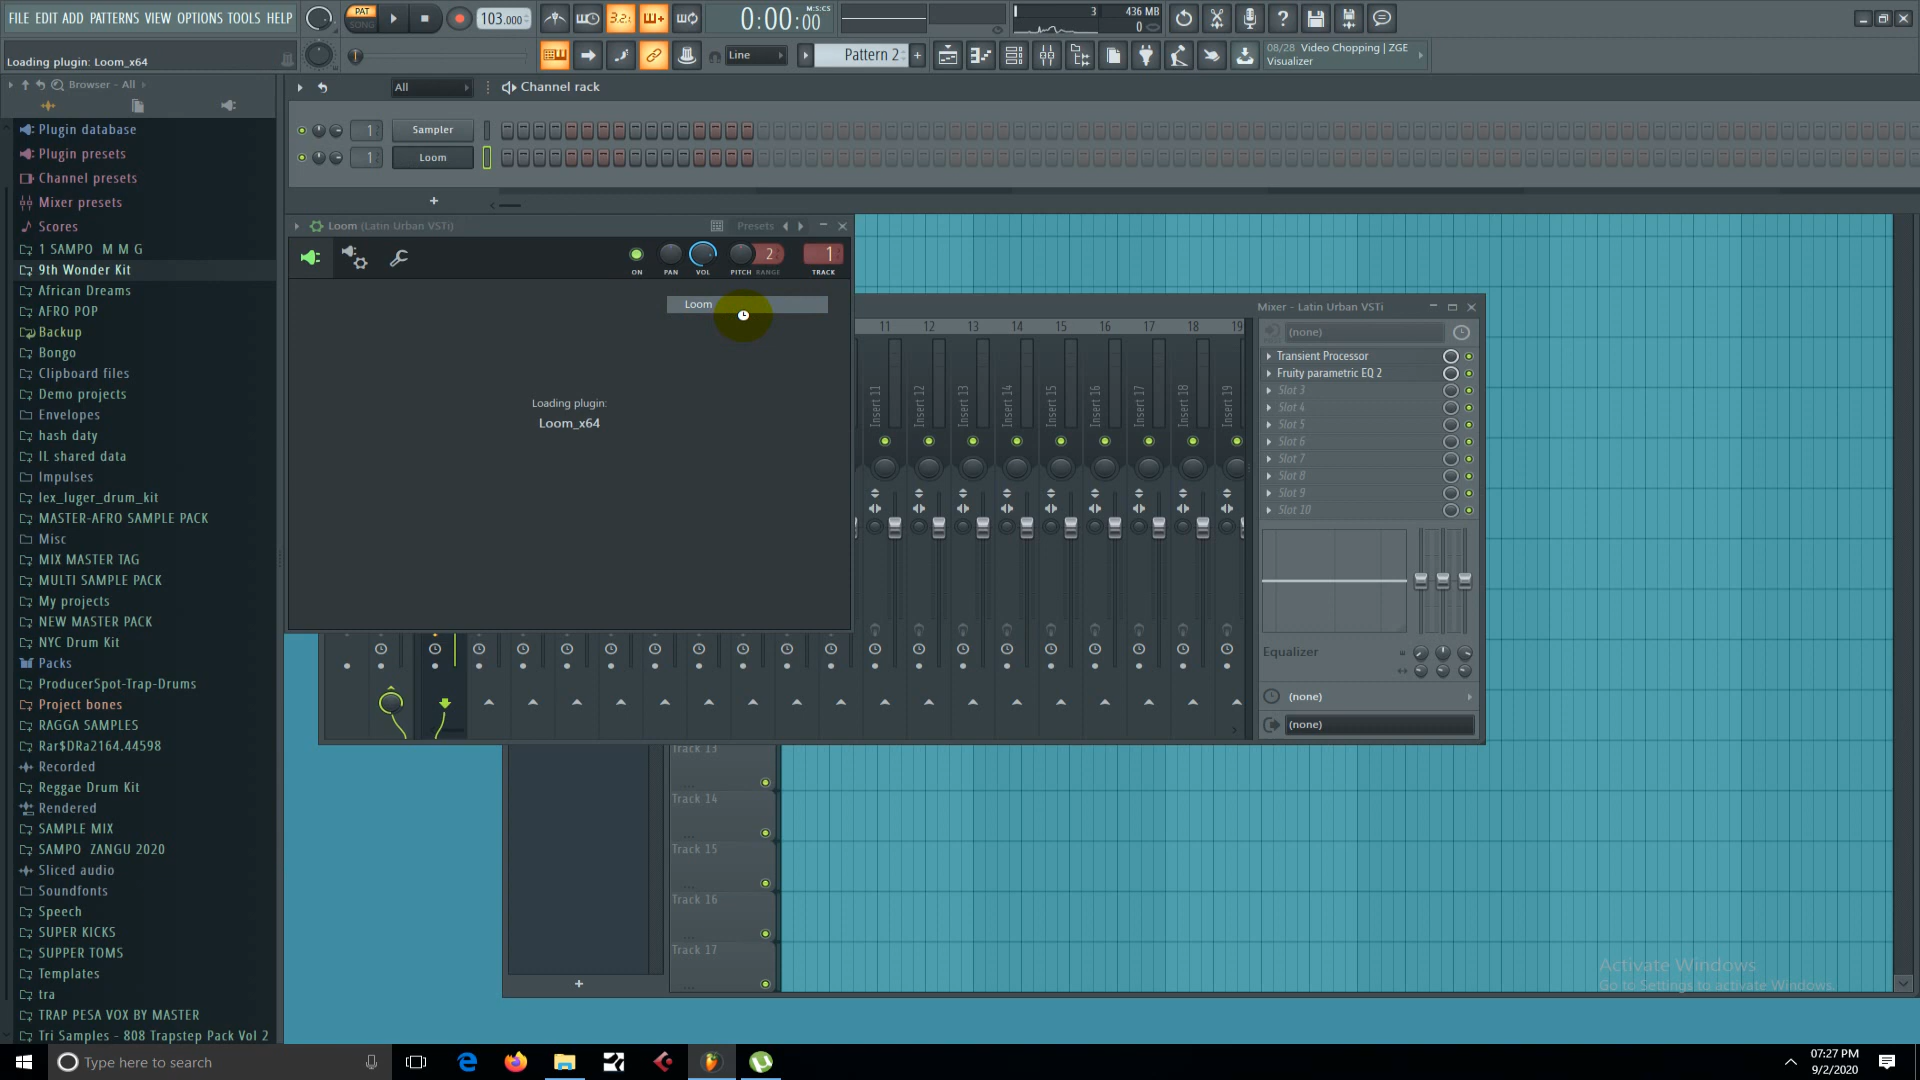 FILE EDIT ADD PATTERNS VIEW OPTIONS TOOLS HELP
PAT
SONG
103.000
3.2.
0:00:00
M:S:CS
3
436 MB
0
Loading plugin: Loom_x64
Line
Pattern 2
+
08/28 Video Chopping | ZGE
Visualizer
Browser - All
All
Channel rack
1 Sampler
1 Loom
+
Plugin database
Plugin presets
Channel presets
Mixer presets
Scores
1 SAMPO M M G
9th Wonder Kit
African Dreams
AFRO POP
Backup
Bongo
Clipboard files
Demo projects
Envelopes
hash daty
IL shared data
Impulses
lex_luger_drum_kit
MASTER-AFRO SAMPLE PACK
Misc
MIX MASTER TAG
MULTI SAMPLE PACK
My projects
NEW MASTER PACK
NYC Drum Kit
Packs
ProducerSpot-Trap-Drums
Project bones
RAGGA SAMPLES
Rar$DRa2164.44598
Recorded
Reggae Drum Kit
Rendered
SAMPLE MIX
SAMPO ZANGU 2020
Sliced audio
Soundfonts
Speech
SUPER KICKS
SUPPER TOMS
Templates
tra
TRAP PESA VOX BY MASTER
Tri Samples - 808 Trapstep Pack Vol 2
Loom (Latin Urban VSTi)
Presets
2
1
ON PAN VOL PITCH RANGE TRACK
Loom
Loading plugin:
Loom_x64
Mixer - Latin Urban VSTi
11 12 13 14 15 16 17 18 19
Insert 11
Insert 12
Insert 13
Insert 14
Insert 15
Insert 16
Insert 17
Insert 18
Insert 19
(none)
Transient Processor
Fruity parametric EQ 2
Slot 3
Slot 4
Slot 5
Slot 6
Slot 7
Slot 8
Slot 9
Slot 10
Equalizer
(none)
(none)
Track 13
Track 14
Track 15
Track 16
Track 17
+
Activate Windows
Go to Settings to activate Windows.
Type here to search
07:27 PM
9/2/2020